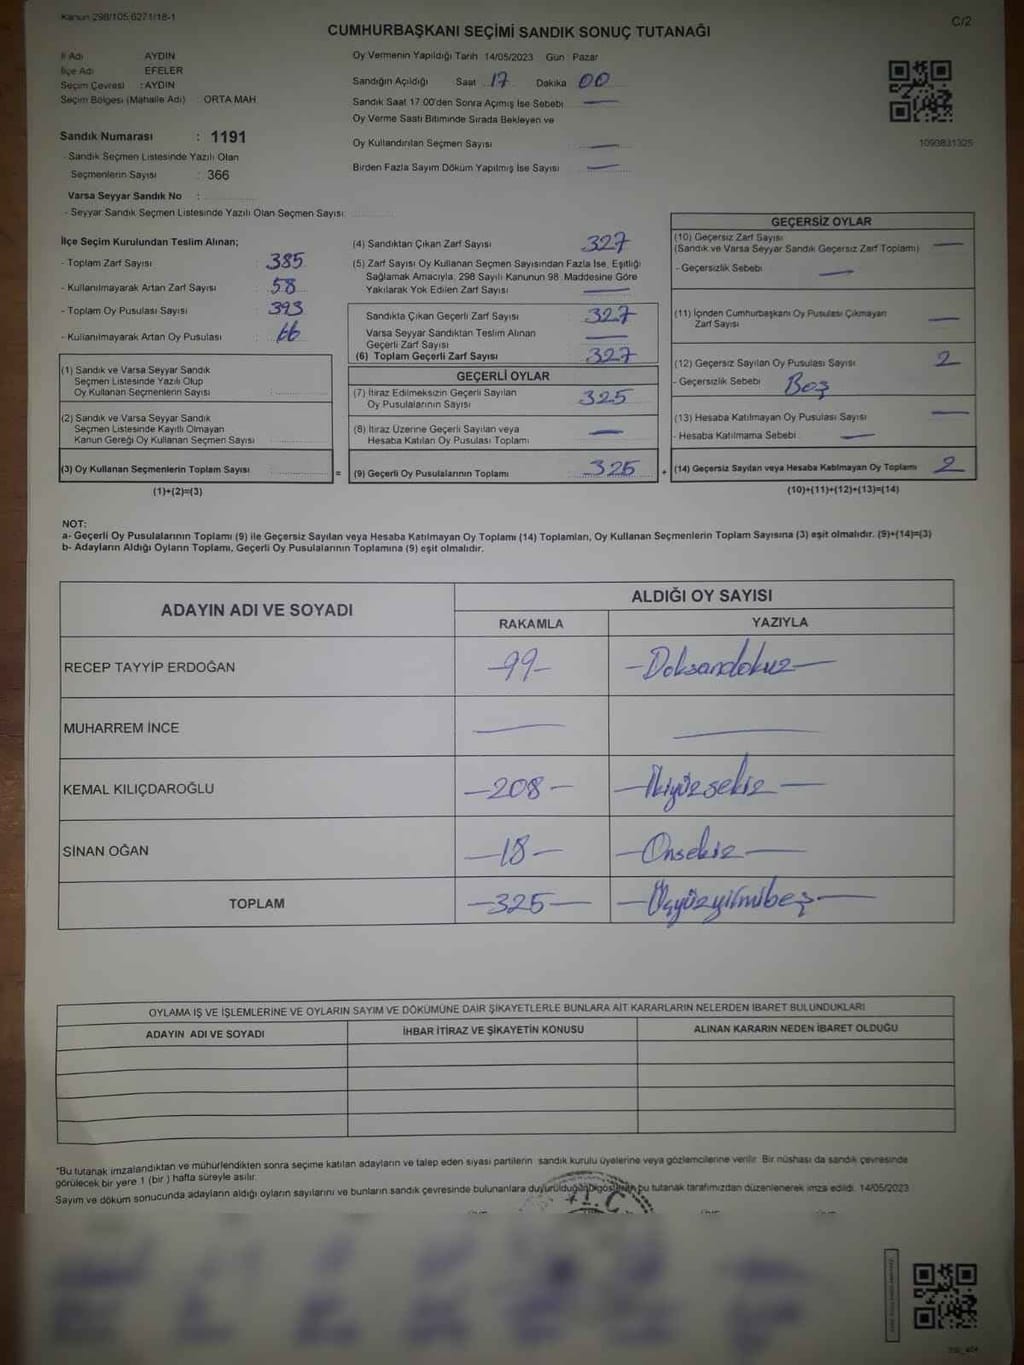 Kanun 298/105;6271/18-1
C/2
CUMHURBAŞKANI SEÇİMİ SANDIK SONUÇ TUTANAĞI
İl Adı AYDIN
İlçe Adı EFELER
Seçim Çevresi : AYDIN
Seçim Bölgesi (Mahalle Adı) : ORTA MAH.
Oy Vermenin Yapıldığı Tarih 14/05/2023 Gün : Pazar
Sandığın Açıldığı Saat 17 Dakika 00
Sandık Saat 17:00'den Sonra Açımış İse Sebebi —
Oy Verme Saati Bitiminde Sırada Bekleyen ve
Oy Kullandırılan Seçmen Sayısı —
Birden Fazla Sayım Döküm Yapılmış İse Sayısı —
1093831325
Sandık Numarası : 1191
- Sandık Seçmen Listesinde Yazılı Olan
Seçmenlerin Sayısı : 366
Varsa Seyyar Sandık No :
- Seyyar Sandık Seçmen Listesinde Yazılı Olan Seçmen Sayısı:
İlçe Seçim Kurulundan Teslim Alınan;
- Toplam Zarf Sayısı 385
- Kullanılmayarak Artan Zarf Sayısı 58
- Toplam Oy Pusulası Sayısı 393
- Kullanılmayarak Artan Oy Pusulası 66
(1) Sandık ve Varsa Seyyar Sandık
Seçmen Listesinde Yazılı Olup
Oy Kullanan Seçmenlerin Sayısı :
(2) Sandık ve Varsa Seyyar Sandık
Seçmen Listesinde Kayıtlı Olmayan
Kanun Gereği Oy Kullanan Seçmen Sayısı
(3) Oy Kullanan Seçmenlerin Toplam Sayısı
(1)+(2)=(3)
(4) Sandıktan Çıkan Zarf Sayısı 327
(5) Zarf Sayısı Oy Kullanan Seçmen Sayısından Fazla İse, Eşitliği
Sağlamak Amacıyla, 298 Sayılı Kanunun 98. Maddesine Göre
Yakılarak Yok Edilen Zarf Sayısı —
Sandıkta Çıkan Geçerli Zarf Sayısı 327
Varsa Seyyar Sandıktan Teslim Alınan
Geçerli Zarf Sayısı —
(6) Toplam Geçerli Zarf Sayısı 327
GEÇERLİ OYLAR
(7) İtiraz Edilmeksizin Geçerli Sayılan
Oy Pusulalarının Sayısı 325
(8) İtiraz Üzerine Geçerli Sayılan veya
Hesaba Katılan Oy Pusulası Toplamı —
= (9) Geçerli Oy Pusulalarının Toplamı 325 +
GEÇERSİZ OYLAR
(10) Geçersiz Zarf Sayısı
(Sandık ve Varsa Seyyar Sandık Geçersiz Zarf Toplamı) —
- Geçersizlik Sebebi —
(11) İçinden Cumhurbaşkanı Oy Pusulası Çıkmayan
Zarf Sayısı —
(12) Geçersiz Sayılan Oy Pusulası Sayısı 2
- Geçersizlik Sebebi Boş
(13) Hesaba Katılmayan Oy Pusulası Sayısı —
- Hesaba Katılmama Sebebi —
(14) Geçersiz Sayılan veya Hesaba Katılmayan Oy Toplamı 2
(10)+(11)+(12)+(13)=(14)
NOT:
a- Geçerli Oy Pusulalarının Toplamı (9) ile Geçersiz Sayılan veya Hesaba Katılmayan Oy Toplamı (14) Toplamları, Oy Kullanan Seçmenlerin Toplam Sayısına (3) eşit olmalıdır. (9)+(14)=(3)
b- Adayların Aldığı Oyların Toplamı, Geçerli Oy Pusulalarının Toplamına (9) eşit olmalıdır.
ADAYIN ADI VE SOYADI ALDIĞI OY SAYISI
RAKAMLA YAZIYLA
RECEP TAYYİP ERDOĞAN -99- -Doksandokuz-
MUHARREM İNCE — —
KEMAL KILIÇDAROĞLU -208- -İkiyüzsekiz-
SİNAN OĞAN -18- -Onsekiz-
TOPLAM -325- -Üçyüzyirmibeş-
OYLAMA İŞ VE İŞLEMLERİNE VE OYLARIN SAYIM VE DÖKÜMÜNE DAİR ŞİKAYETLERLE BUNLARA AİT KARARLARIN NELERDEN İBARET BULUNDUKLARI
ADAYIN ADI VE SOYADI İHBAR İTİRAZ VE ŞİKAYETİN KONUSU ALINAN KARARIN NEDEN İBARET OLDUĞU
*Bu tutanak imzalandıktan ve mühürlendikten sonra seçime katılan adayların ve talep eden siyasi partilerin sandık kurulu üyelerine veya gözlemcilerine verilir. Bir nüshası da sandık çevresinde
görülecek bir yere 1 (bir) hafta süreyle asılır.
Sayım ve döküm sonucunda adayların aldığı oyların sayılarını ve bunların sandık çevresinde bulunanlara duyurulduğunu gösteren bu tutanak tarafımızdan düzenlenerek imza edildi. 14/05/2023
T.C.